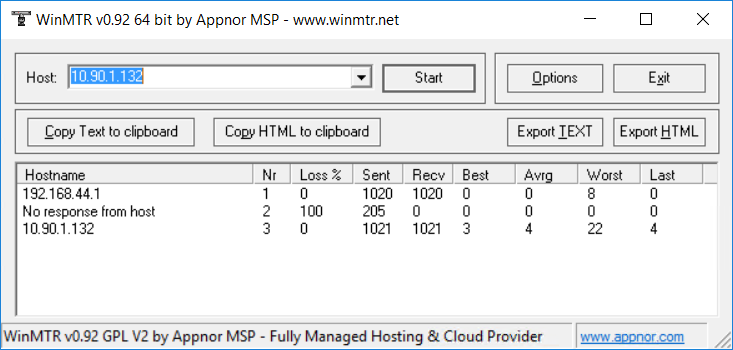 WinMTR v0.92 64 bit by Appnor MSP - www.winmtr.net
Host: 10.90.1.132 Start Options Exit
Copy Text to clipboard Copy HTML to clipboard Export TEXT Export HTML
Hostname Nr Loss % Sent Recv Best Avrg Worst Last
192.168.44.1 1 0 1020 1020 0 0 8 0
No response from host 2 100 205 0 0 0 0 0
10.90.1.132 3 0 1021 1021 3 4 22 4
WinMTR v0.92 GPL V2 by Appnor MSP - Fully Managed Hosting & Cloud Provider www.appnor.com